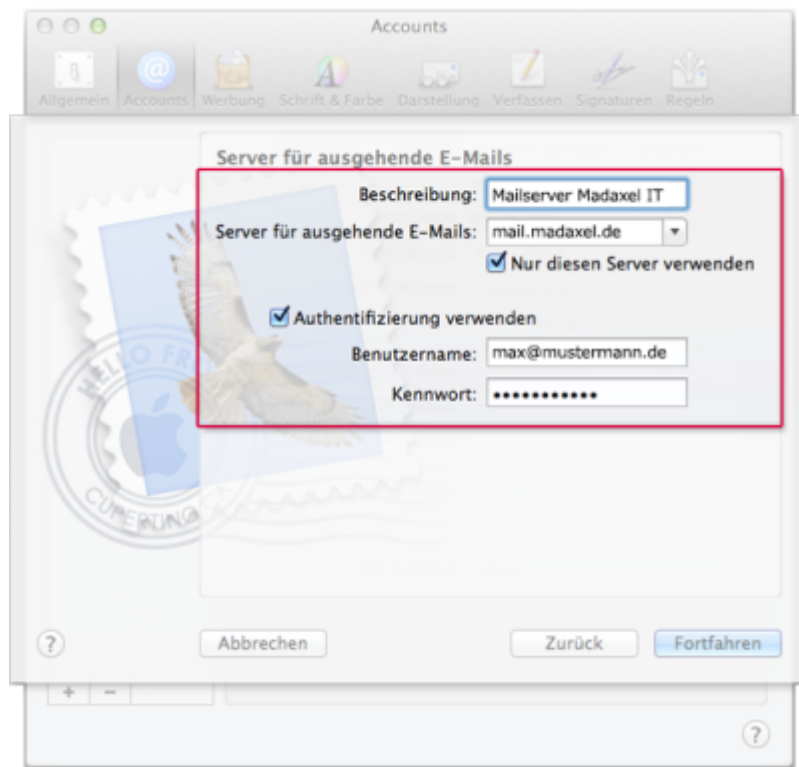 Accounts
Allgemein Accounts Werbung Schrift & Farbe Darstellung Verfassen Signaturen Regeln
Server für ausgehende E-Mails
Beschreibung: Mailserver Madaxel IT
Server für ausgehende E-Mails: mail.madaxel.de
Nur diesen Server verwenden
Authentifizierung verwenden
Benutzername: max@mustermann.de
Kennwort: •••••••••••
HELLO
CUPERTINO
? Abbrechen Zurück Fortfahren
+ −
?